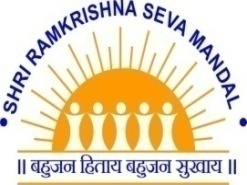 • SHRI RAMKRISHNA SEVA MANDAL •
॥ बहुजन हिताय बहुजन सुखाय ॥